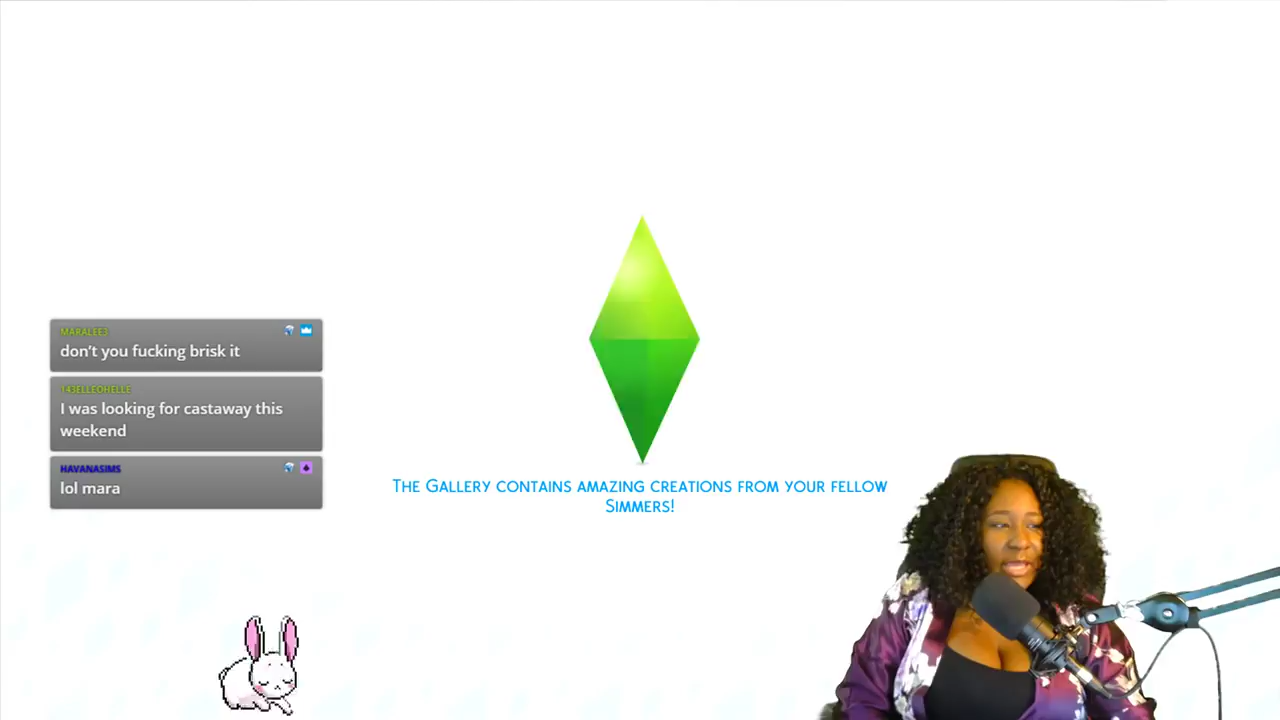 MARALEE3
don't you fucking brisk it
143ELLEOHELLE
I was looking for castaway this
weekend
HAVANASIMS
lol mara
The Gallery contains amazing creations from your fellow
Simmers!